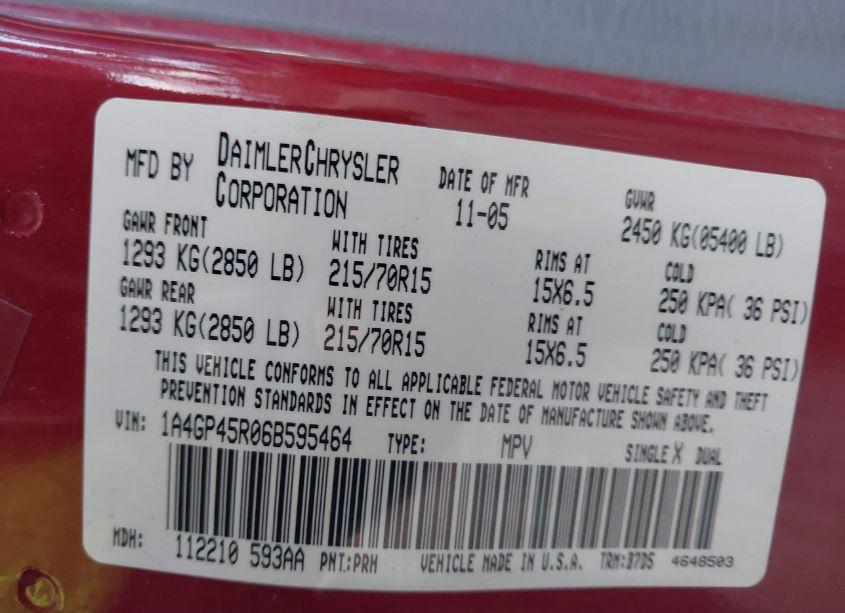 MFD BY DAIMLERCHRYSLER CORPORATION DATE OF MFR 11-05 GVWR 2450 KG(05400 LB)
GAWR FRONT WITH TIRES RIMS AT COLD
1293 KG(2850 LB) 215/70R15 15X6.5 250 KPA( 36 PSI)
GAWR REAR WITH TIRES RIMS AT COLD
1293 KG(2850 LB) 215/70R15 15X6.5 250 KPA( 36 PSI)
THIS VEHICLE CONFORMS TO ALL APPLICABLE FEDERAL MOTOR VEHICLE SAFETY AND THEFT
PREVENTION STANDARDS IN EFFECT ON THE DATE OF MANUFACTURE SHOWN ABOVE.
VIN: 1A4GP45R06B595464 TYPE: MPV SINGLE X DUAL
MDH: 112210 593AA PNT:PRH VEHICLE MADE IN U.S.A. TRM:B7D5 4648503